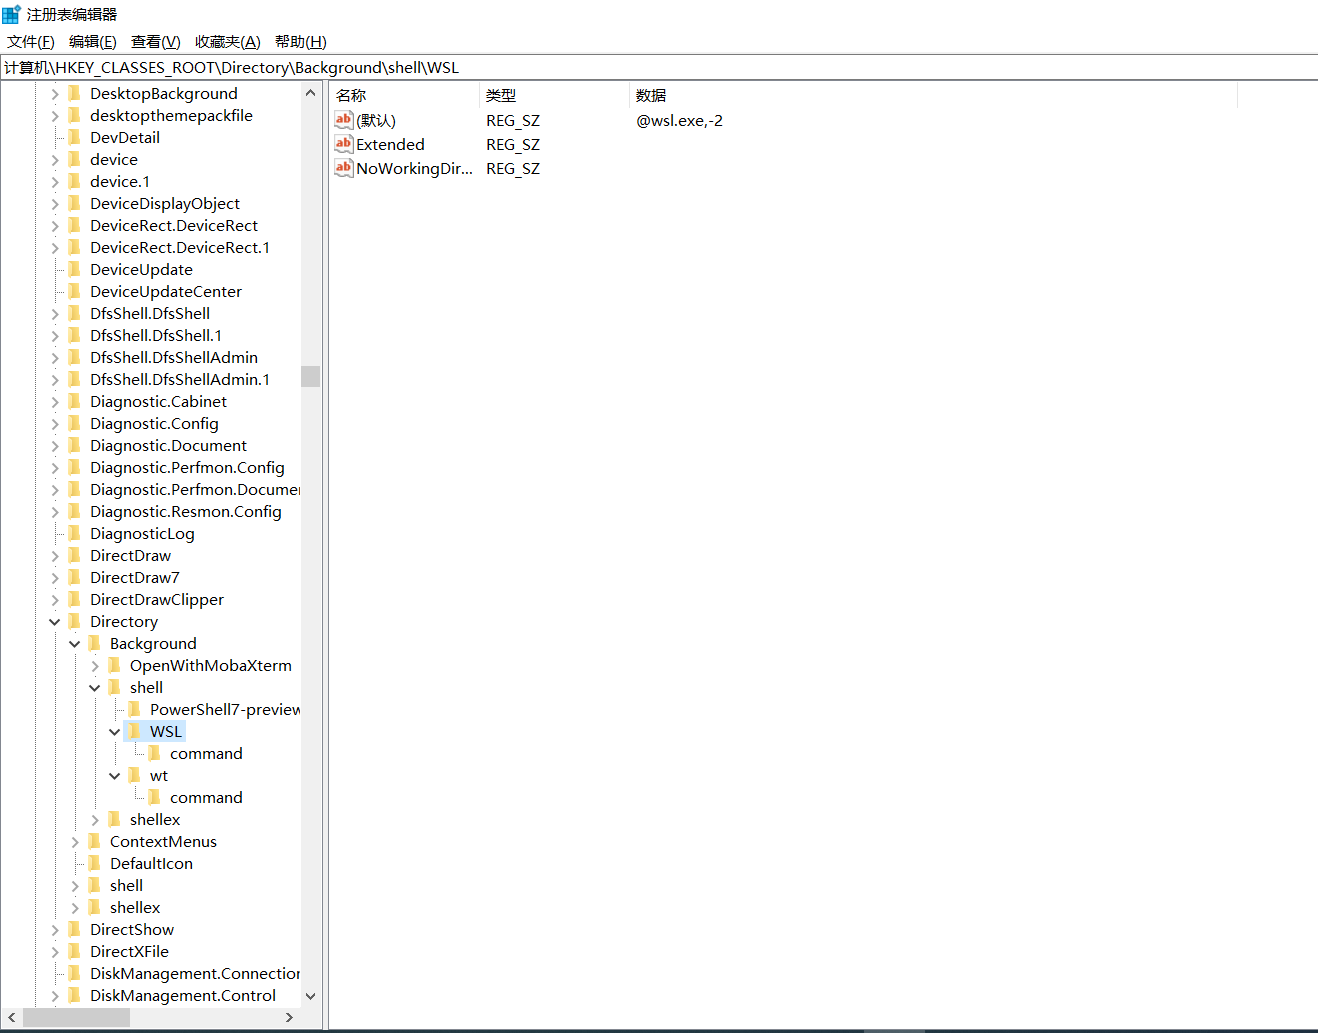 注册表编辑器
文件(F) 编辑(E) 查看(V) 收藏夹(A) 帮助(H)
计算机\HKEY_CLASSES_ROOT\Directory\Background\shell\WSL
DesktopBackground
desktopthemepackfile
DevDetail
device
device.1
DeviceDisplayObject
DeviceRect.DeviceRect
DeviceRect.DeviceRect.1
DeviceUpdate
DeviceUpdateCenter
DfsShell.DfsShell
DfsShell.DfsShell.1
DfsShell.DfsShellAdmin
DfsShell.DfsShellAdmin.1
Diagnostic.Cabinet
Diagnostic.Config
Diagnostic.Document
Diagnostic.Perfmon.Config
Diagnostic.Perfmon.Documen
Diagnostic.Resmon.Config
DiagnosticLog
DirectDraw
DirectDraw7
DirectDrawClipper
Directory
Background
OpenWithMobaXterm
shell
PowerShell7-preview
WSL
command
wt
command
shellex
ContextMenus
DefaultIcon
shell
shellex
DirectShow
DirectXFile
DiskManagement.Connection
DiskManagement.Control
名称 类型 数据
(默认) REG_SZ @wsl.exe,-2
Extended REG_SZ
NoWorkingDir... REG_SZ